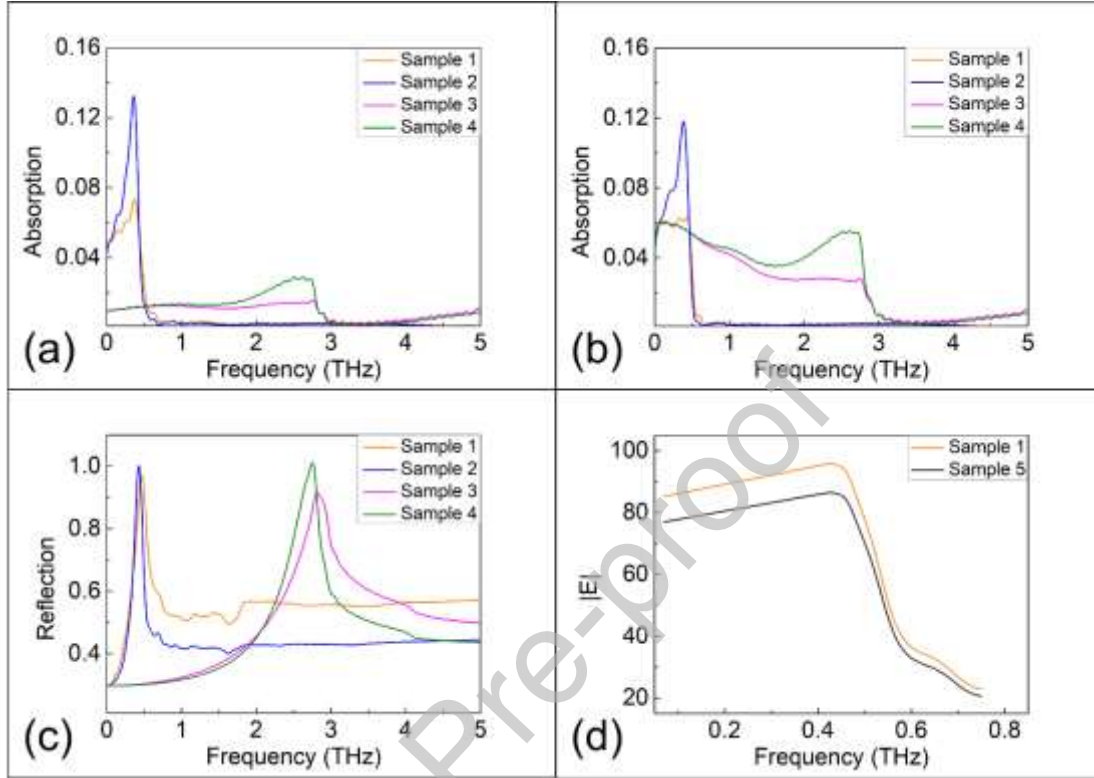 0.16
0.12
0.08
0.04
Absorption
Sample 1
Sample 2
Sample 3
Sample 4
0 1 2 3 4 5
Frequency (THz)
(a)
0.16
0.12
0.08
0.04
Absorption
Sample 1
Sample 2
Sample 3
Sample 4
0 1 2 3 4 5
Frequency (THz)
(b)
1.0
0.8
0.6
0.4
Reflection
Sample 1
Sample 2
Sample 3
Sample 4
0 1 2 3 4 5
Frequency (THz)
(c)
100
80
60
40
20
|E|
Sample 1
Sample 5
0.2 0.4 0.6 0.8
Frequency (THz)
(d)
Pre-proof